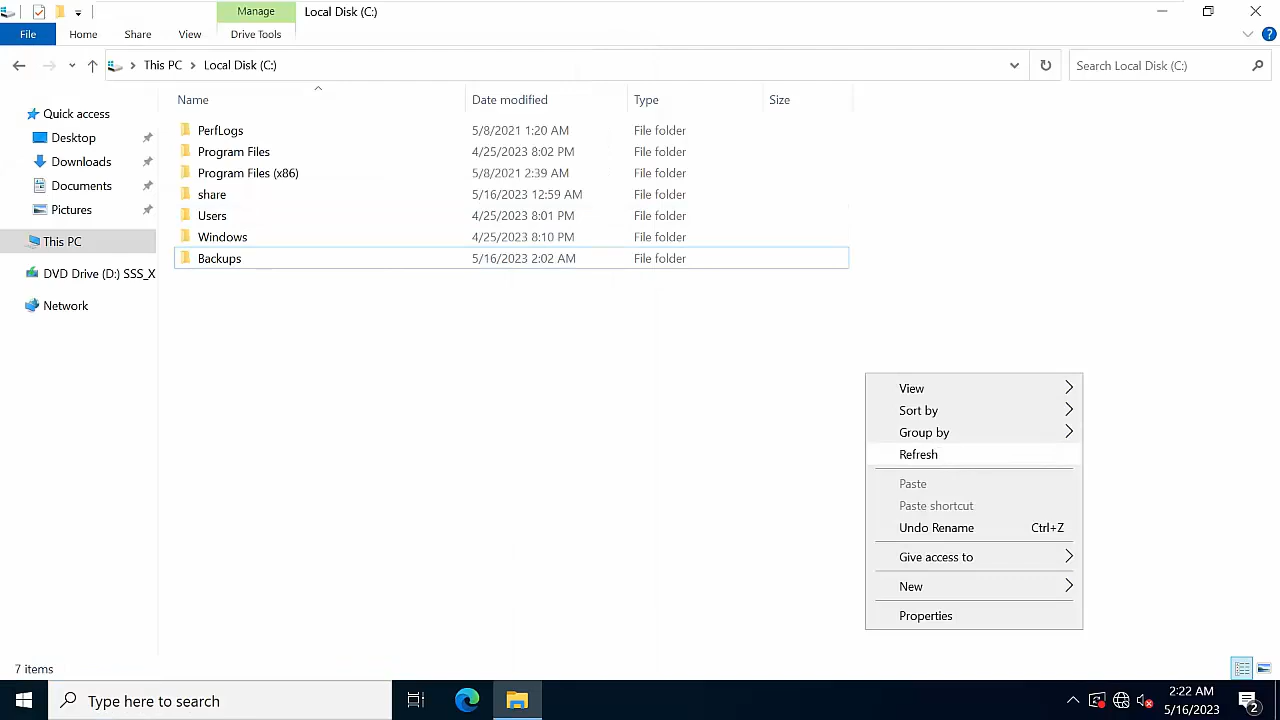 Manage
Local Disk (C:)
File
Home
Share
View
Drive Tools
This PC
Local Disk (C:)
Search Local Disk (C:)
Name
Date modified
Type
Size
Quick access
Desktop
Downloads
Documents
Pictures
This PC
DVD Drive (D:) SSS_X
Network
PerfLogs 5/8/2021 1:20 AM File folder
Program Files 4/25/2023 8:02 PM File folder
Program Files (x86) 5/8/2021 2:39 AM File folder
share 5/16/2023 12:59 AM File folder
Users 4/25/2023 8:01 PM File folder
Windows 4/25/2023 8:10 PM File folder
Backups 5/16/2023 2:02 AM File folder
View
Sort by
Group by
Refresh
Paste
Paste shortcut
Undo Rename Ctrl+Z
Give access to
New
Properties
7 items
Type here to search
2:22 AM
5/16/2023
2